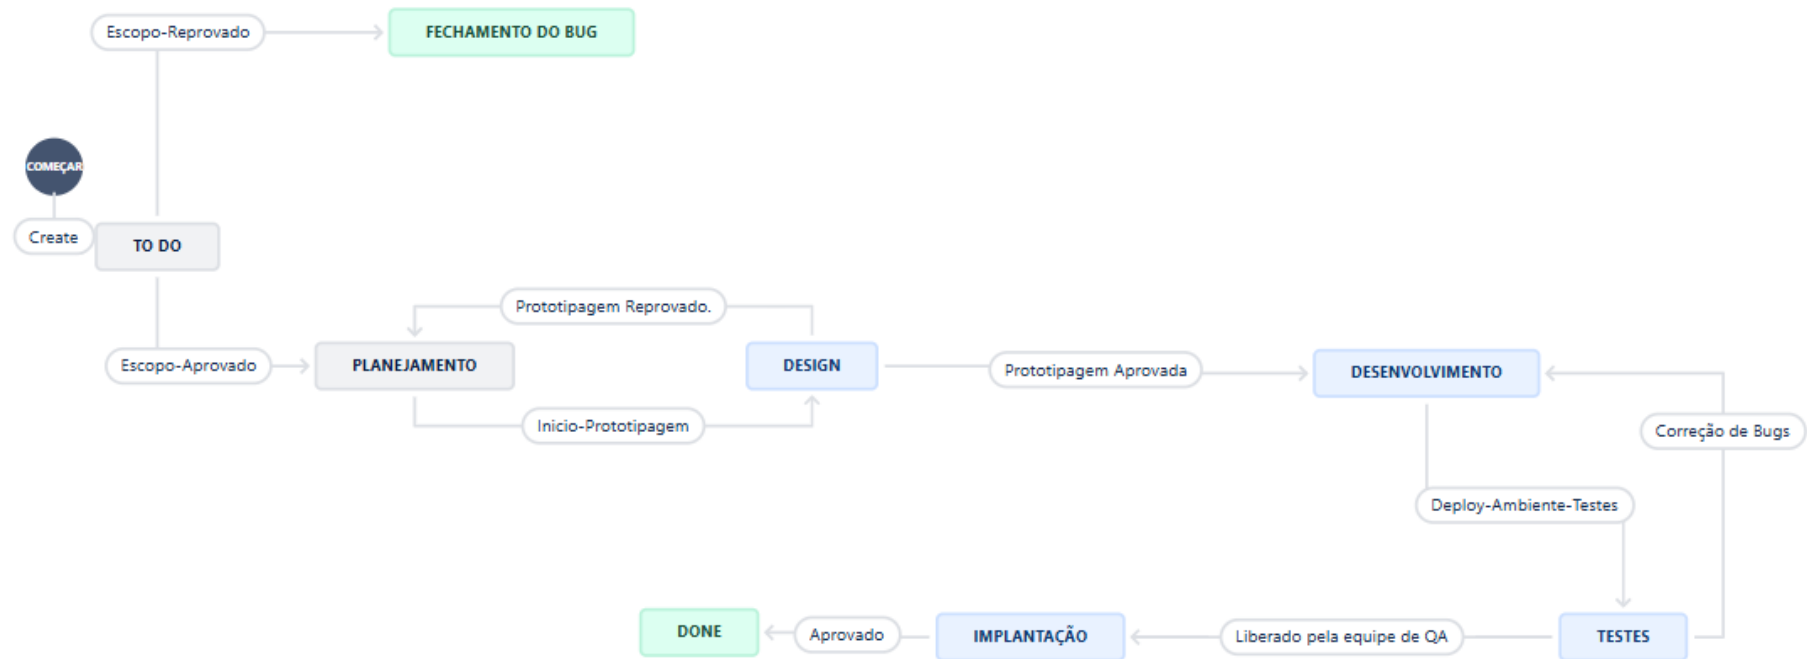 Escopo-Reprovado
FECHAMENTO DO BUG
COMEÇAR
Create
TO DO
Prototipagem Reprovado.
Escopo-Aprovado
PLANEJAMENTO
DESIGN
Prototipagem Aprovada
DESENVOLVIMENTO
Inicio-Prototipagem
Correção de Bugs
Deploy-Ambiente-Testes
DONE
Aprovado
IMPLANTAÇÃO
Liberado pela equipe de QA
TESTES